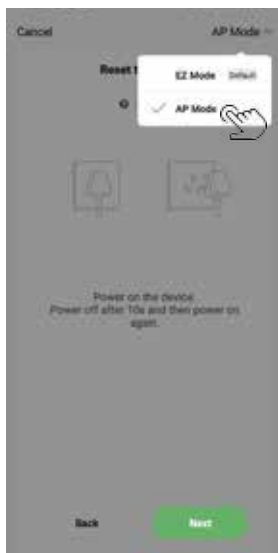 Cancel
AP Mode
EZ Mode Default
Reset t
AP Mode
Power on the device.
Power off after 10s and then power on
again.
Back
Next